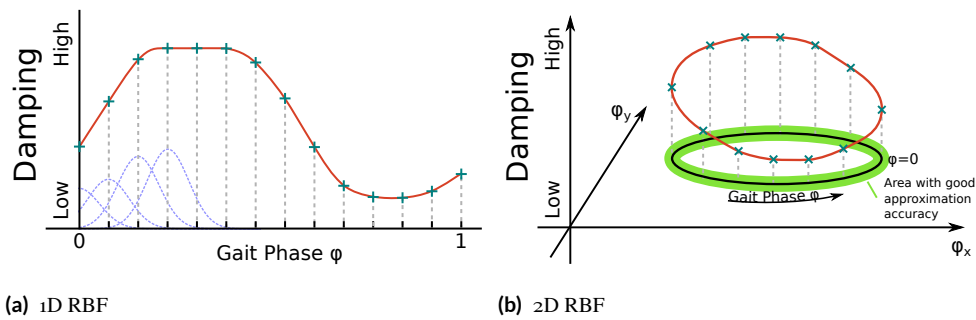 Damping
High
Low
0
Gait Phase φ
1
(a) 1D RBF
Damping
High
Low
φy
φ=0
Area with good
approximation
accuracy
Gait Phase φ
φx
(b) 2D RBF